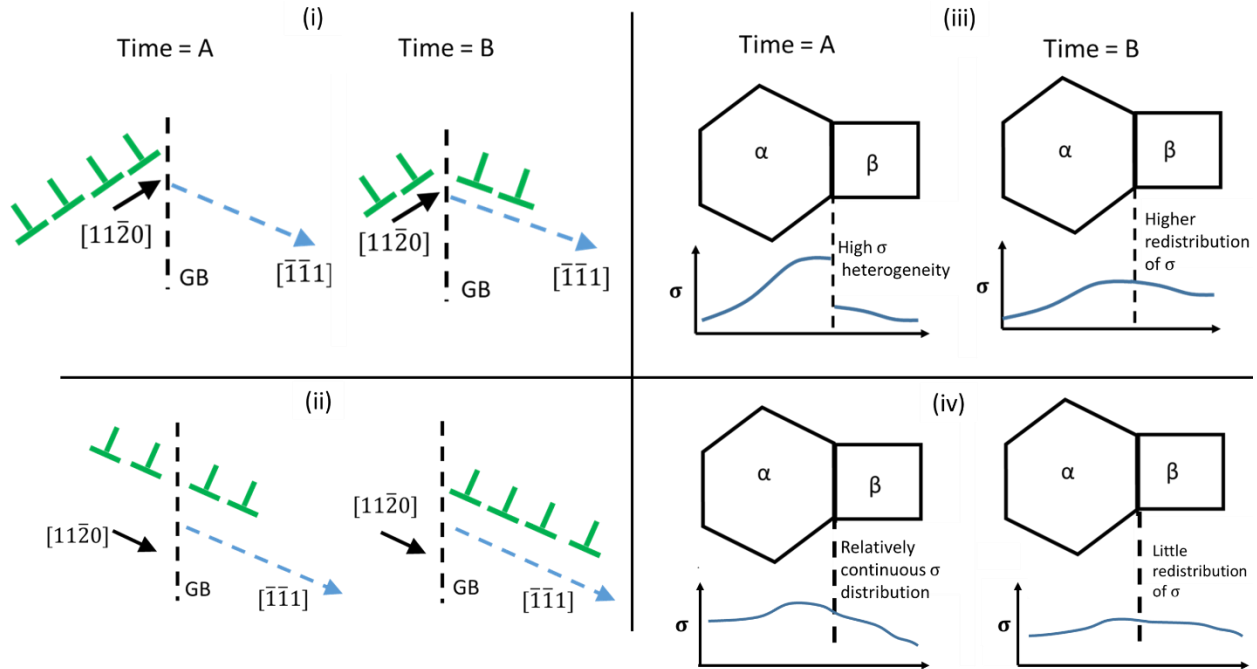 (i)
Time = A
Time = B
[112̅0]
[1̅1̅1]
GB
[112̅0]
[1̅1̅1]
GB
(iii)
Time = A
Time = B
α
β
α
β
High σ
heterogeneity
σ
Higher
redistribution
of σ
σ
(ii)
[112̅0]
[1̅1̅1]
GB
[112̅0]
[1̅1̅1]
GB
(iv)
α
β
α
β
Relatively
continuous σ
distribution
σ
Little
redistribution
of σ
σ